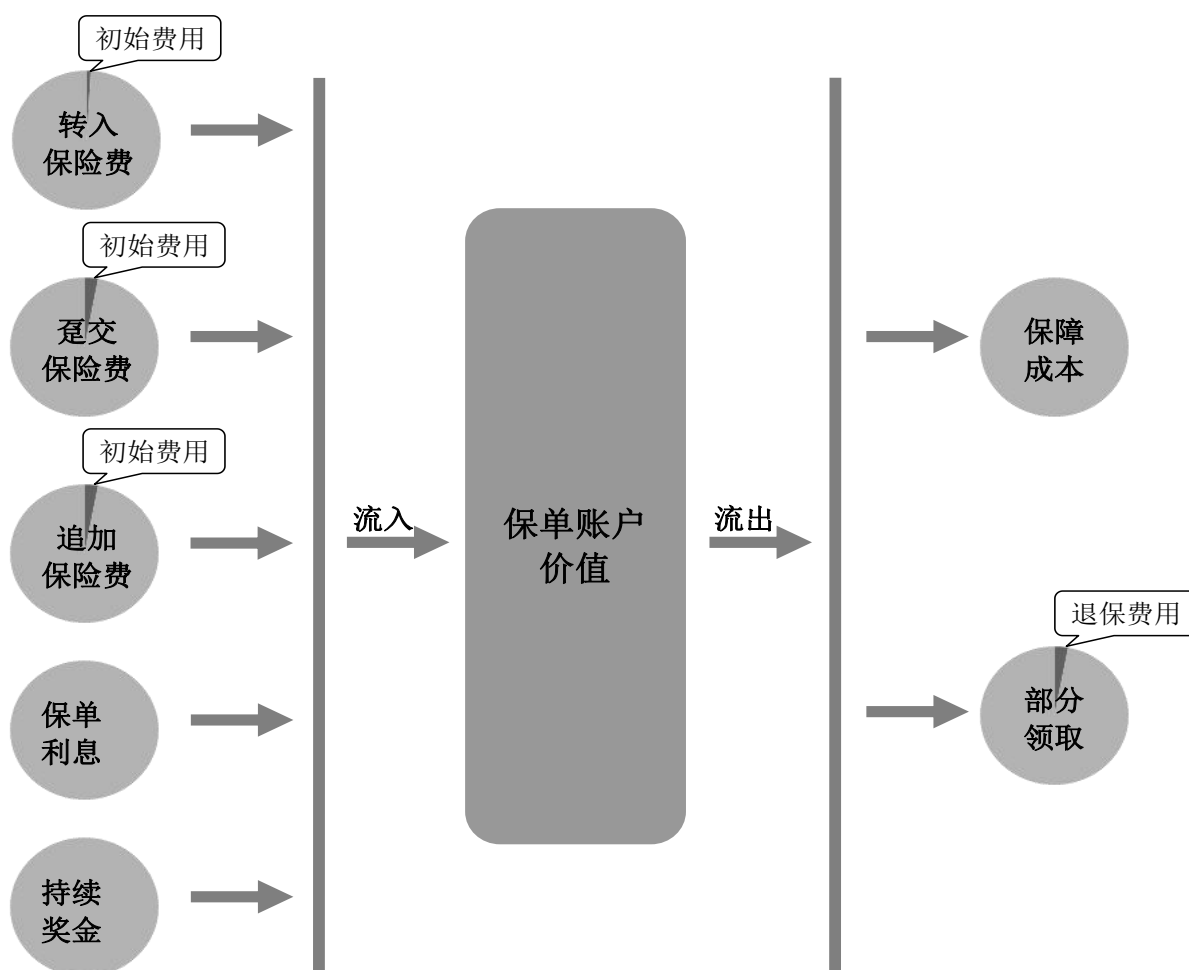 初始费用
转入
保险费
初始费用
趸交
保险费
初始费用
追加
保险费
保单
利息
持续
奖金
流入
保单账户
价值
流出
保障
成本
退保费用
部分
领取